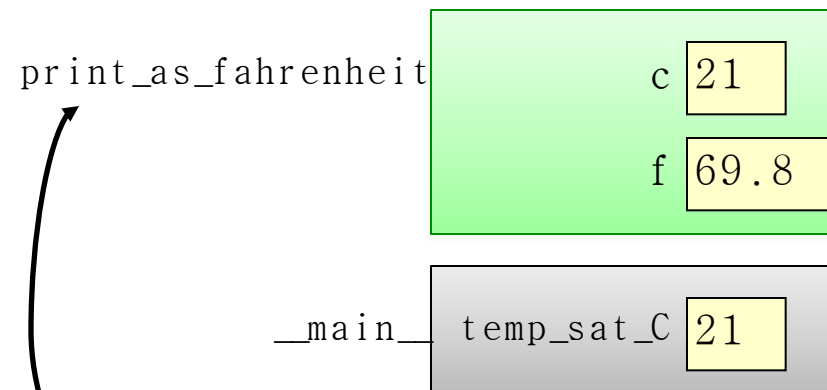 print_as_fahrenheit c 21
f 69.8
__main__ temp_sat_C 21